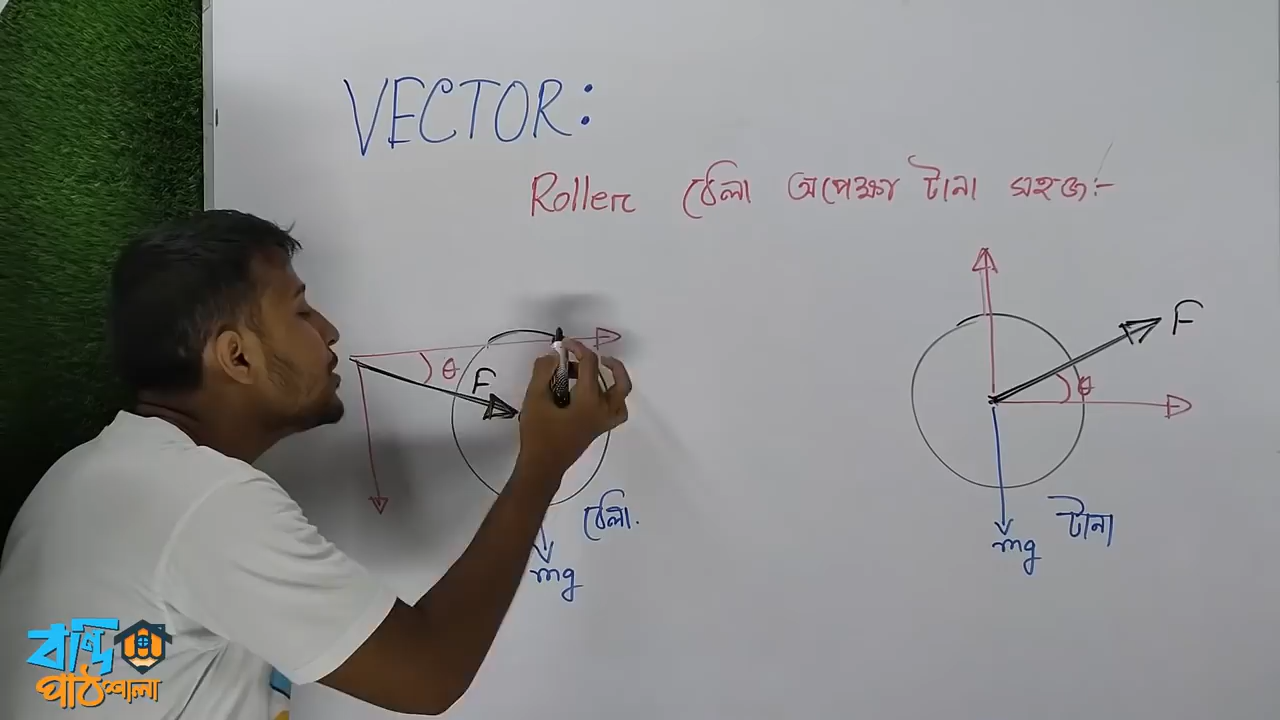 VECTOR:
Roller ঠেলা অপেক্ষা টানা সহজ:-
F
θ
F
θ
ঠেলা.
টানা
mg
mg
বন্দি
পাঠশালা